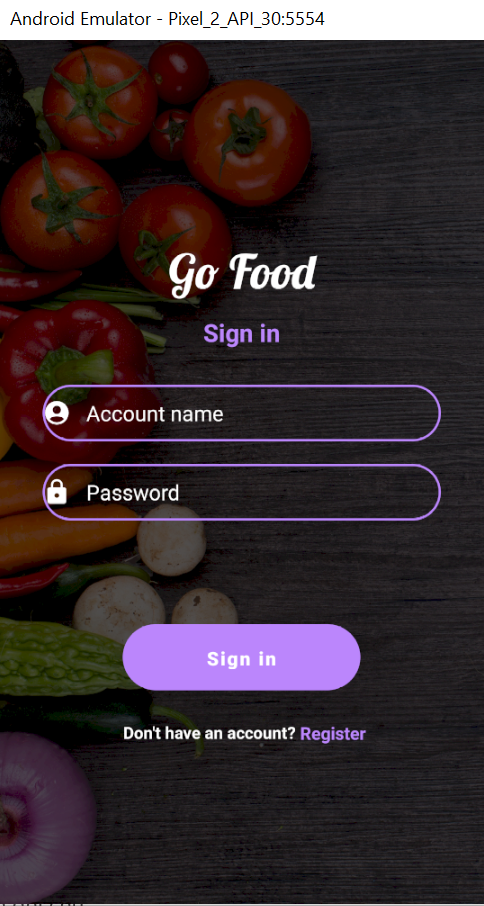 Android Emulator - Pixel_2_API_30:5554
Go Food
Sign in
Account name
Password
Sign in
Don't have an account? Register